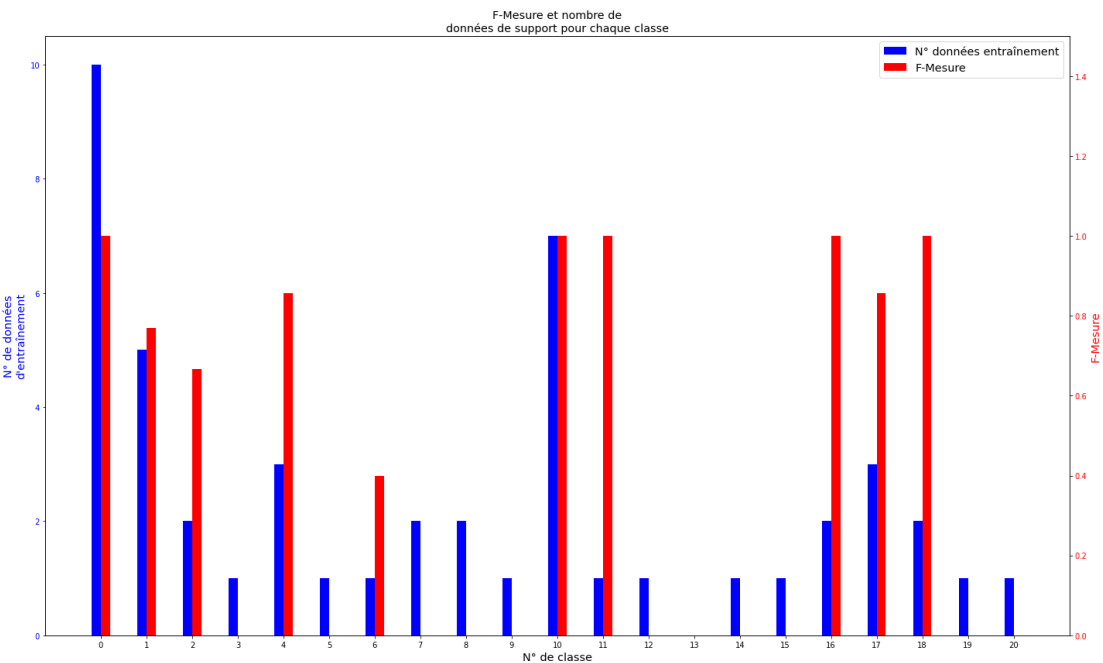 F-Mesure et nombre de
données de support pour chaque classe
N° données entraînement
F-Mesure
10
8
6
4
2
0
N° de données
d'entraînement
1.4
1.2
1.0
0.8
0.6
0.4
0.2
0.0
F-Mesure
0 1 2 3 4 5 6 7 8 9 10 11 12 13 14 15 16 17 18 19 20
N° de classe